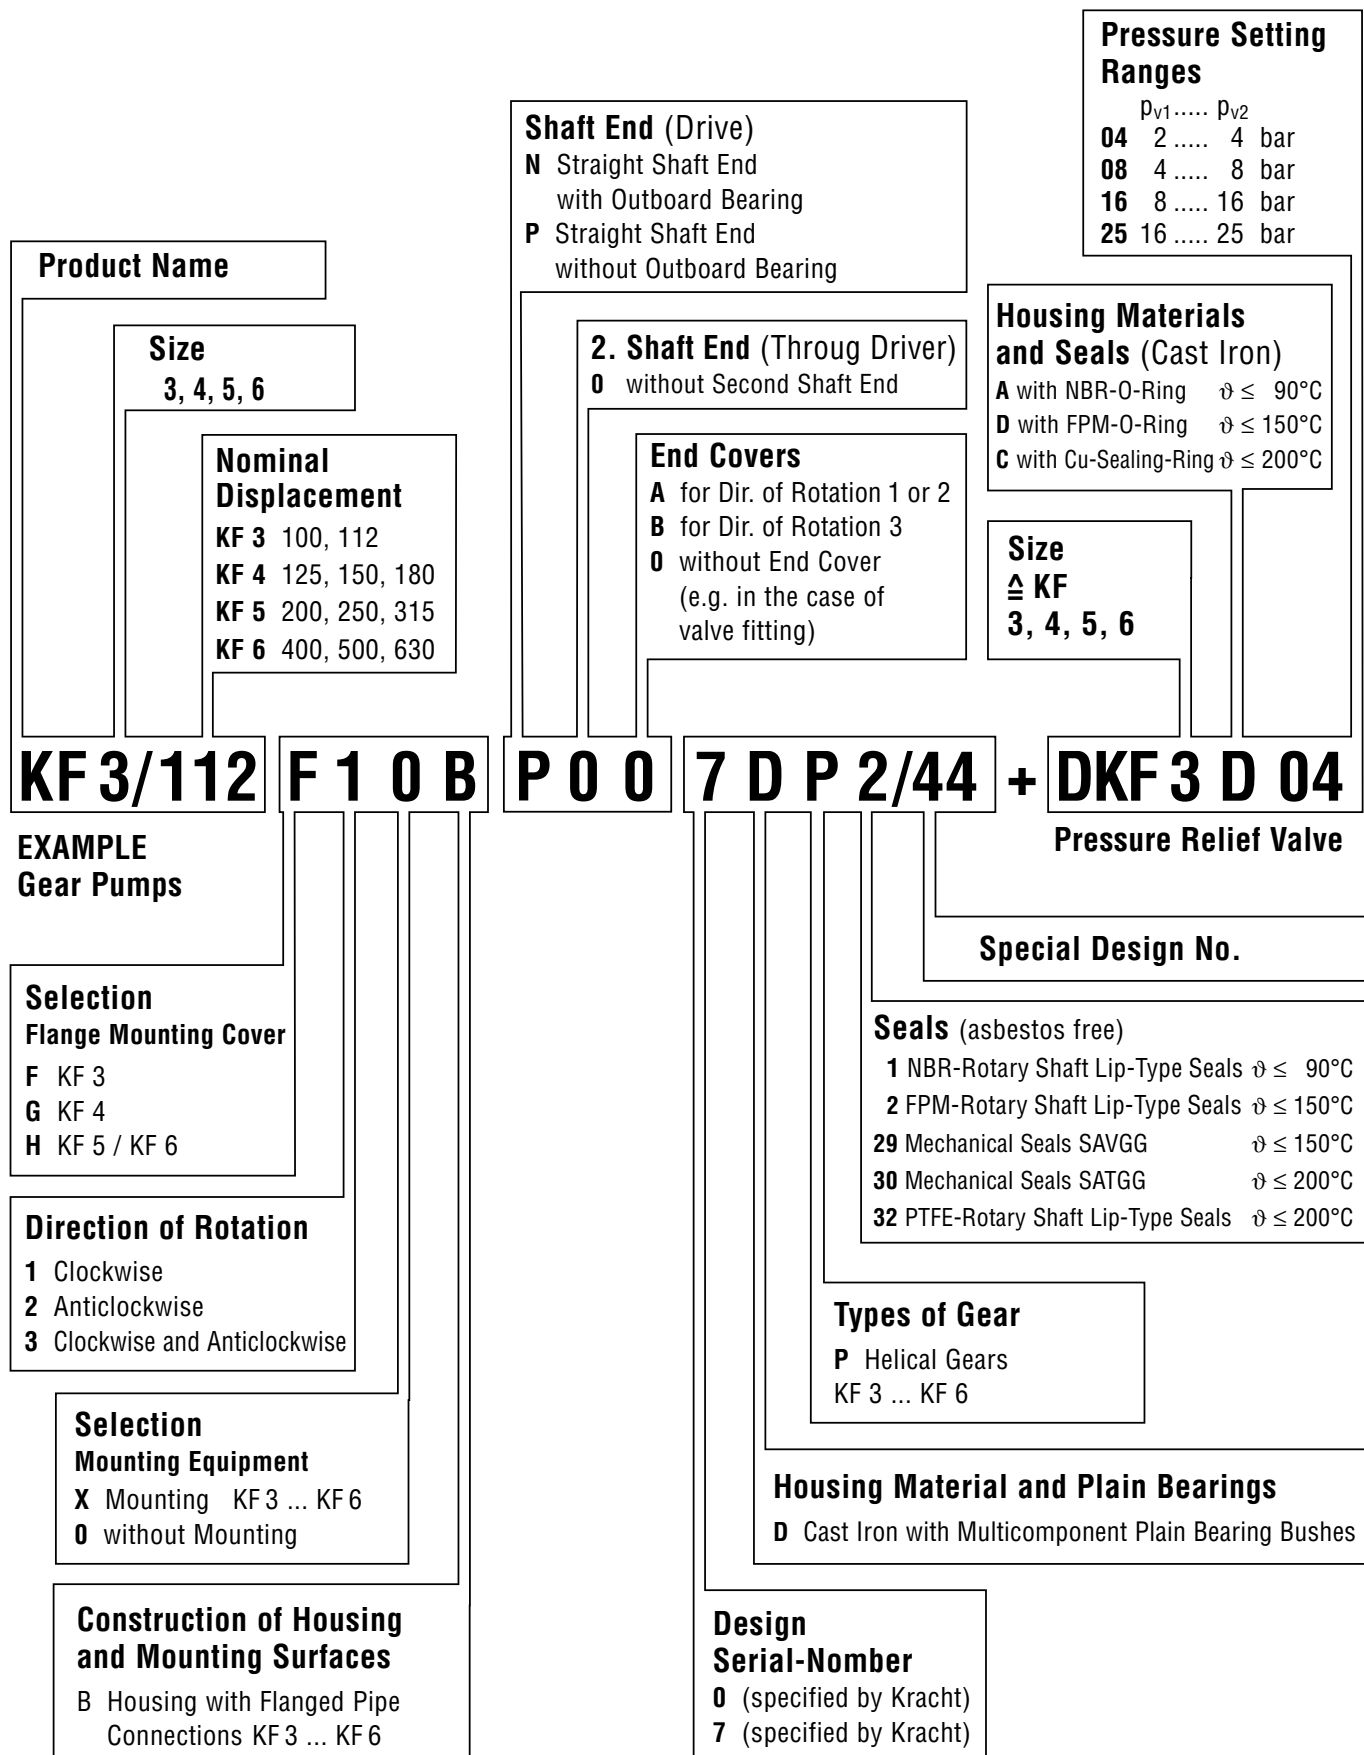 Pressure Setting
Ranges
pv1 ..... pv2
04 2 ..... 4 bar
08 4 ..... 8 bar
16 8 ..... 16 bar
25 16 ..... 25 bar
Shaft End (Drive)
N Straight Shaft End
with Outboard Bearing
P Straight Shaft End
without Outboard Bearing
Product Name
Size
3, 4, 5, 6
2. Shaft End (Throug Driver)
0 without Second Shaft End
Housing Materials
and Seals (Cast Iron)
A with NBR-O-Ring ϑ ≤ 90°C
D with FPM-O-Ring ϑ ≤ 150°C
C with Cu-Sealing-Ring ϑ ≤ 200°C
Nominal
Displacement
KF 3 100, 112
KF 4 125, 150, 180
KF 5 200, 250, 315
KF 6 400, 500, 630
End Covers
A for Dir. of Rotation 1 or 2
B for Dir. of Rotation 3
0 without End Cover
(e.g. in the case of
valve fitting)
Size
≙ KF
3, 4, 5, 6
KF 3/112 F 1 0 B P 0 0 7 D P 2/44 + DKF 3 D 04
EXAMPLE
Gear Pumps
Pressure Relief Valve
Special Design No.
Selection
Flange Mounting Cover
F KF 3
G KF 4
H KF 5 / KF 6
Seals (asbestos free)
1 NBR-Rotary Shaft Lip-Type Seals ϑ ≤ 90°C
2 FPM-Rotary Shaft Lip-Type Seals ϑ ≤ 150°C
29 Mechanical Seals SAVGG ϑ ≤ 150°C
30 Mechanical Seals SATGG ϑ ≤ 200°C
32 PTFE-Rotary Shaft Lip-Type Seals ϑ ≤ 200°C
Direction of Rotation
1 Clockwise
2 Anticlockwise
3 Clockwise and Anticlockwise
Types of Gear
P Helical Gears
KF 3 ... KF 6
Selection
Mounting Equipment
X Mounting KF 3 ... KF 6
0 without Mounting
Housing Material and Plain Bearings
D Cast Iron with Multicomponent Plain Bearing Bushes
Construction of Housing
and Mounting Surfaces
B Housing with Flanged Pipe
Connections KF 3 ... KF 6
Design
Serial-Nomber
0 (specified by Kracht)
7 (specified by Kracht)